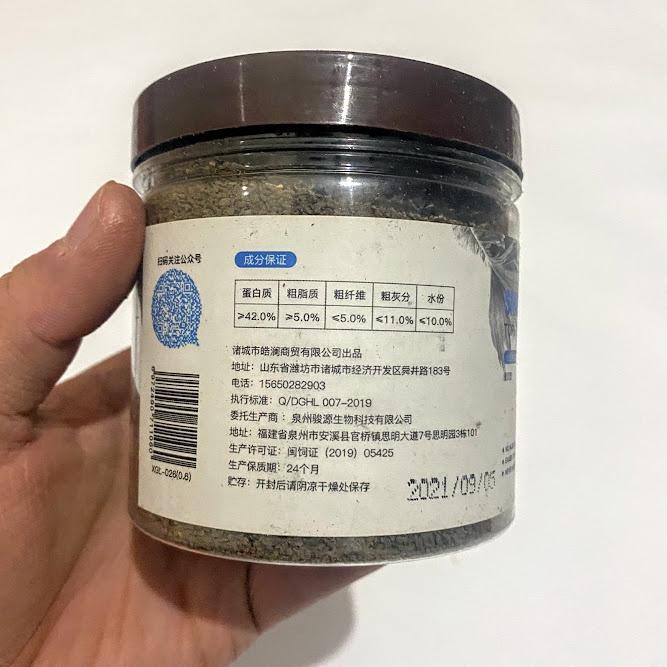 扫码关注公众号
成分保证
蛋白质 粗脂质 粗纤维 粗灰分 水份
≥42.0% ≥5.0% ≤5.0% ≤11.0% ≤10.0%
诸城市皓澜商贸有限公司出品
地址：山东省潍坊市诸城市经济开发区舜井路183号
电话：15650282903
执行标准：Q/DGHL 007-2019
委托生产商：泉州骏源生物科技有限公司
地址：福建省泉州市安溪县官桥镇思明大道7号思明园3栋101
生产许可证：闽饲证（2019）05425
生产保质期：24个月
贮存：开封后请阴凉干燥处保存
XGL-026(0.6)
2021/09/05